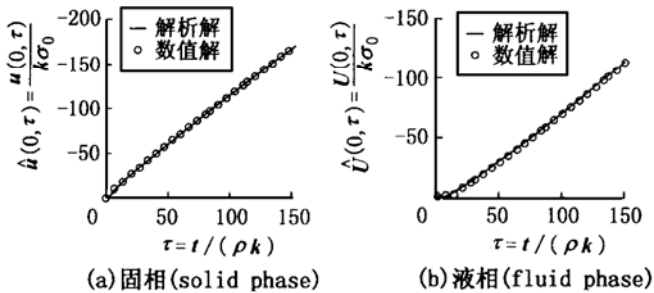 -200
-150
-100
-50
0
û(0,τ)=u(0,τ)/kσ₀
解析解
数值解
0 50 100 150
τ=t/(ρk)
(a)固相(solid phase)
-150
-100
-50
Û(0,τ)=U(0,τ)/kσ₀
解析解
数值解
0 50 100 150
τ=t/(ρk)
(b)液相(fluid phase)